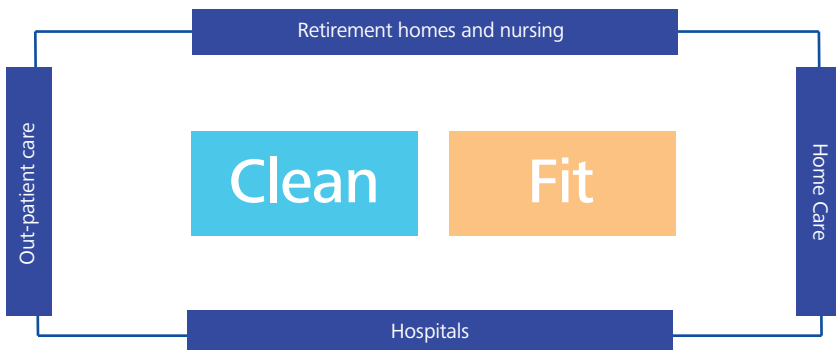 Retirement homes and nursing
Out-patient care
Clean
Fit
Home Care
Hospitals